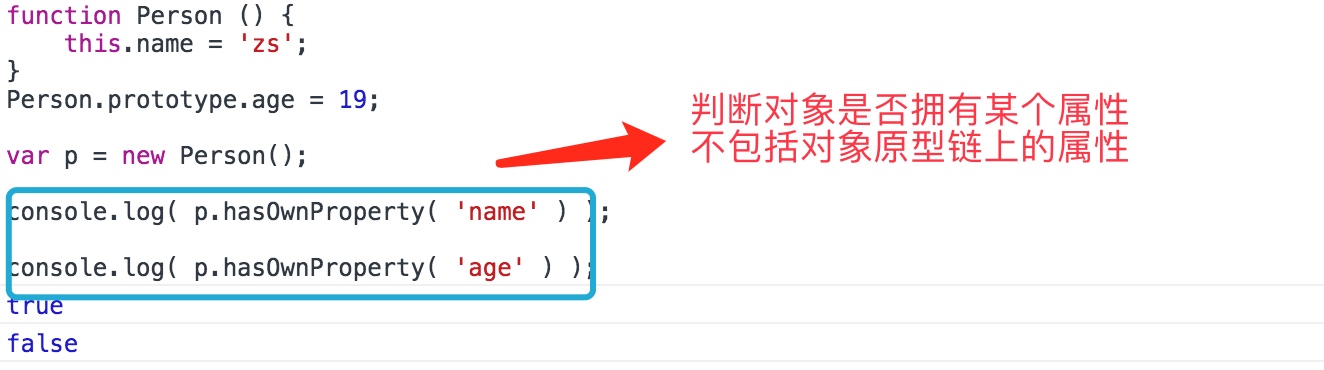 function Person () {
    this.name = 'zs';
}
Person.prototype.age = 19;
判断对象是否拥有某个属性
不包括对象原型链上的属性
var p = new Person();
console.log( p.hasOwnProperty( 'name' ) );
console.log( p.hasOwnProperty( 'age' ) );
true
false